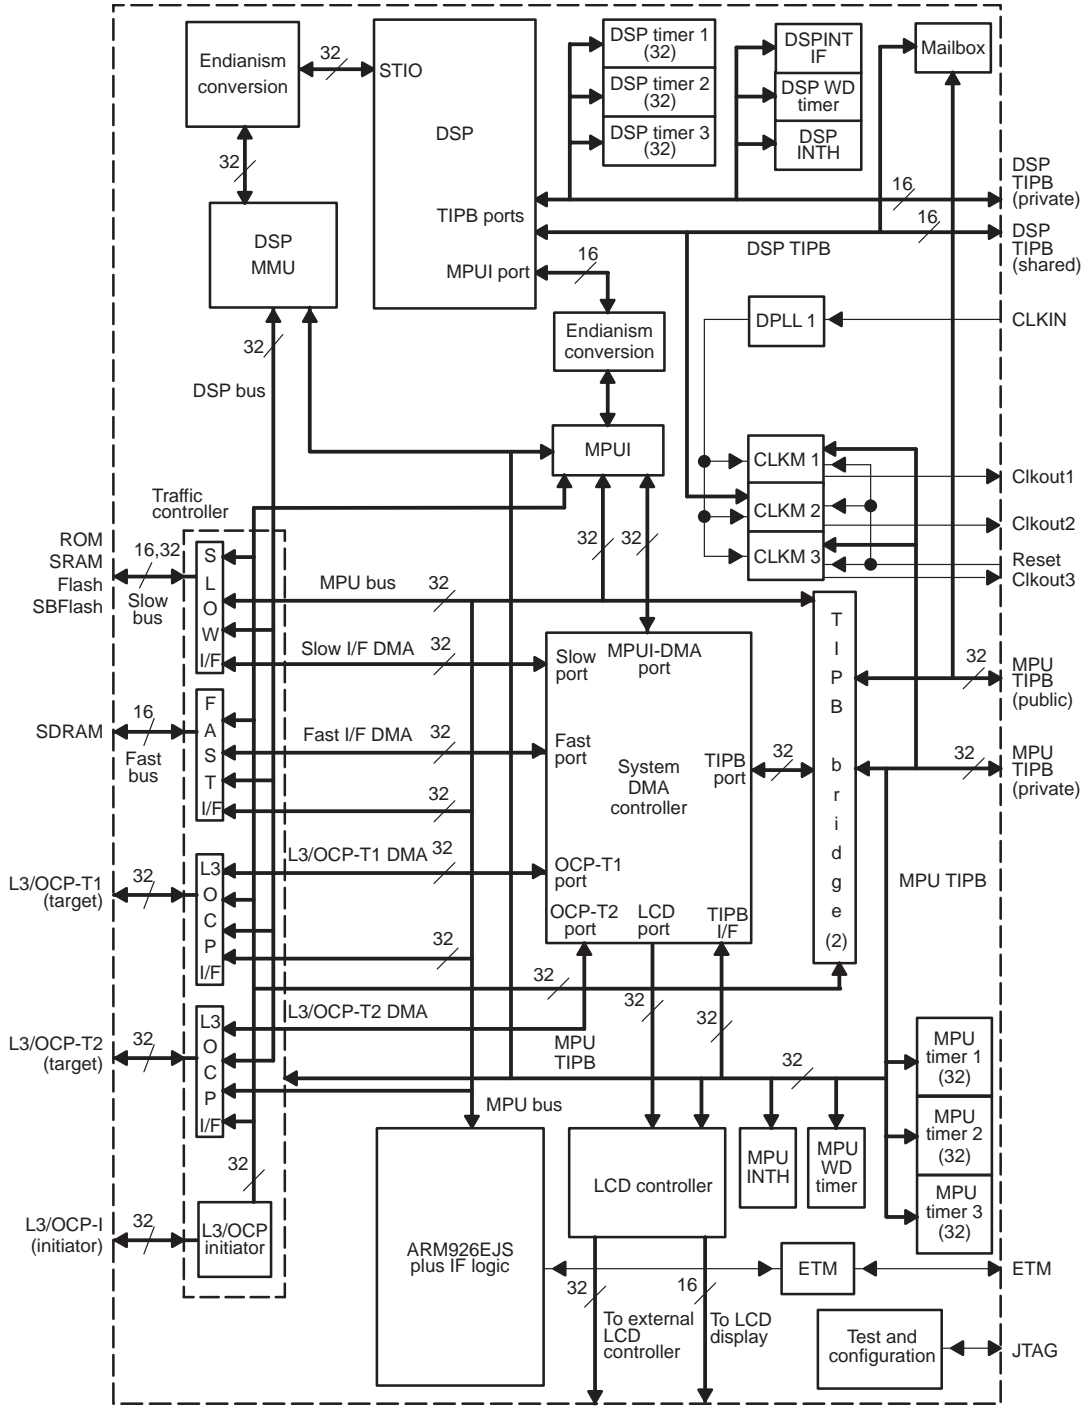 Endianism
conversion
32
STIO
DSP
TIPB ports
MPUI port
DSP timer 1
(32)
DSP timer 2
(32)
DSP timer 3
(32)
DSPINT
IF
DSP WD
timer
DSP
INTH
Mailbox
32
DSP
MMU
16
DSP
TIPB
(private)
16
DSP
TIPB
(shared)
DSP TIPB
16
Endianism
conversion
DPLL 1
CLKIN
32
DSP bus
MPUI
CLKM 1
CLKM 2
CLKM 3
Clkout1
Clkout2
Reset
Clkout3
Traffic
controller
ROM
SRAM
Flash
SBFlash
16,32
Slow
bus
S
L
O
W
I/F
32
32
MPU bus
32
Slow I/F DMA
32
Slow
port
MPUI-DMA
port
T
I
P
B
b
r
i
d
g
e
(2)
32
MPU
TIPB
(public)
SDRAM
16
Fast
bus
F
A
S
T
I/F
Fast I/F DMA
32
Fast
port
System
DMA
controller
TIPB
port
32
32
MPU
TIPB
(private)
32
L3/OCP-T1
(target)
32
L3
O
C
P
I/F
L3/OCP-T1 DMA
32
OCP-T1
port
OCP-T2
port
LCD
port
TIPB
I/F
MPU TIPB
32
32
L3/OCP-T2
(target)
32
L3
O
C
P
I/F
L3/OCP-T2 DMA
MPU
TIPB
32
32
32
MPU bus
MPU
timer 1
(32)
MPU
timer 2
(32)
MPU
timer 3
(32)
32
L3/OCP-I
(initiator)
32
L3/OCP
initiator
ARM926EJS
plus IF logic
LCD controller
MPU
INTH
MPU
WD
timer
ETM
ETM
32
16
To external
LCD
controller
To LCD
display
Test and
configuration
JTAG